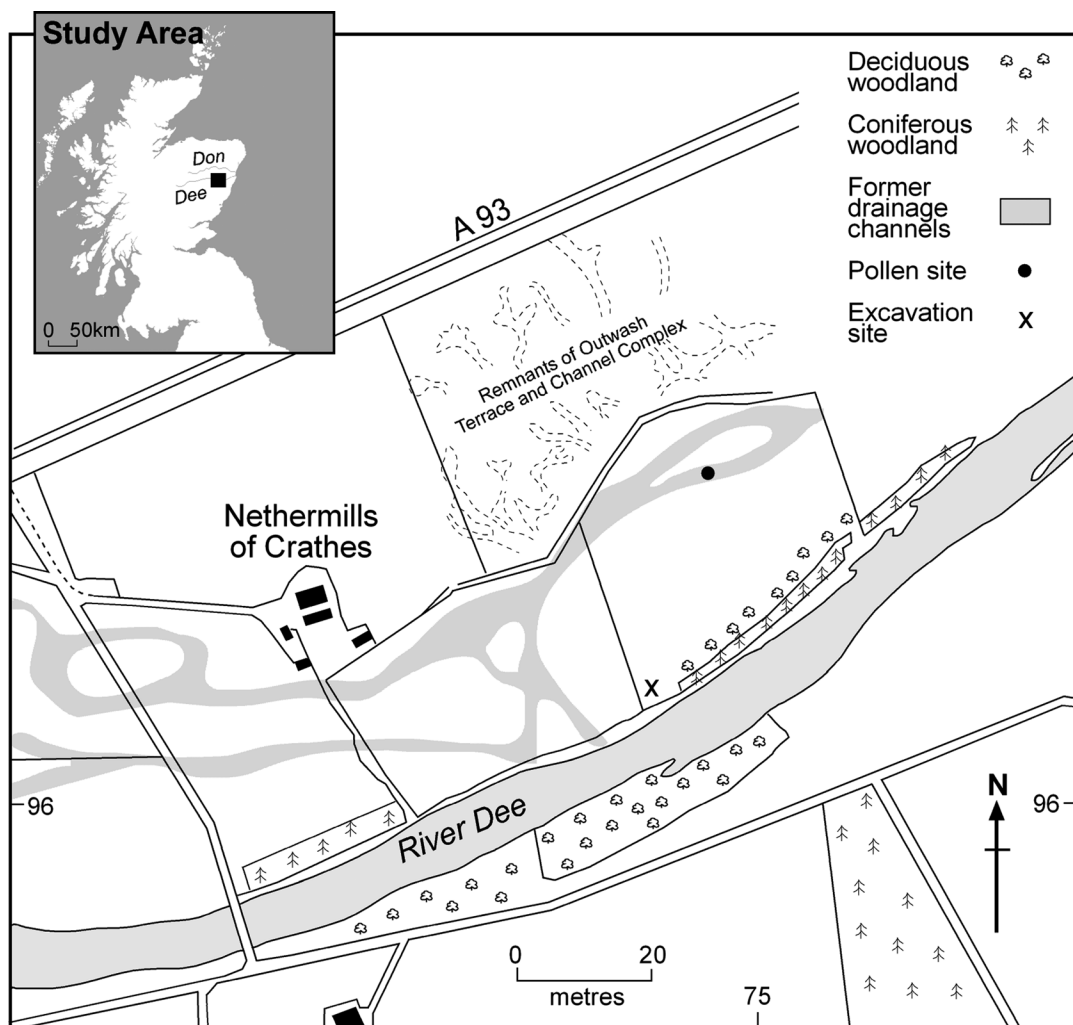 Study Area
Don
Dee
0 50km
Deciduous
woodland
Coniferous
woodland
Former
drainage
channels
Pollen site
Excavation
site
X
A 93
Remnants of Outwash
Terrace and Channel Complex
Nethermills
of Crathes
X
96
River Dee
N
96
0 20
metres
75